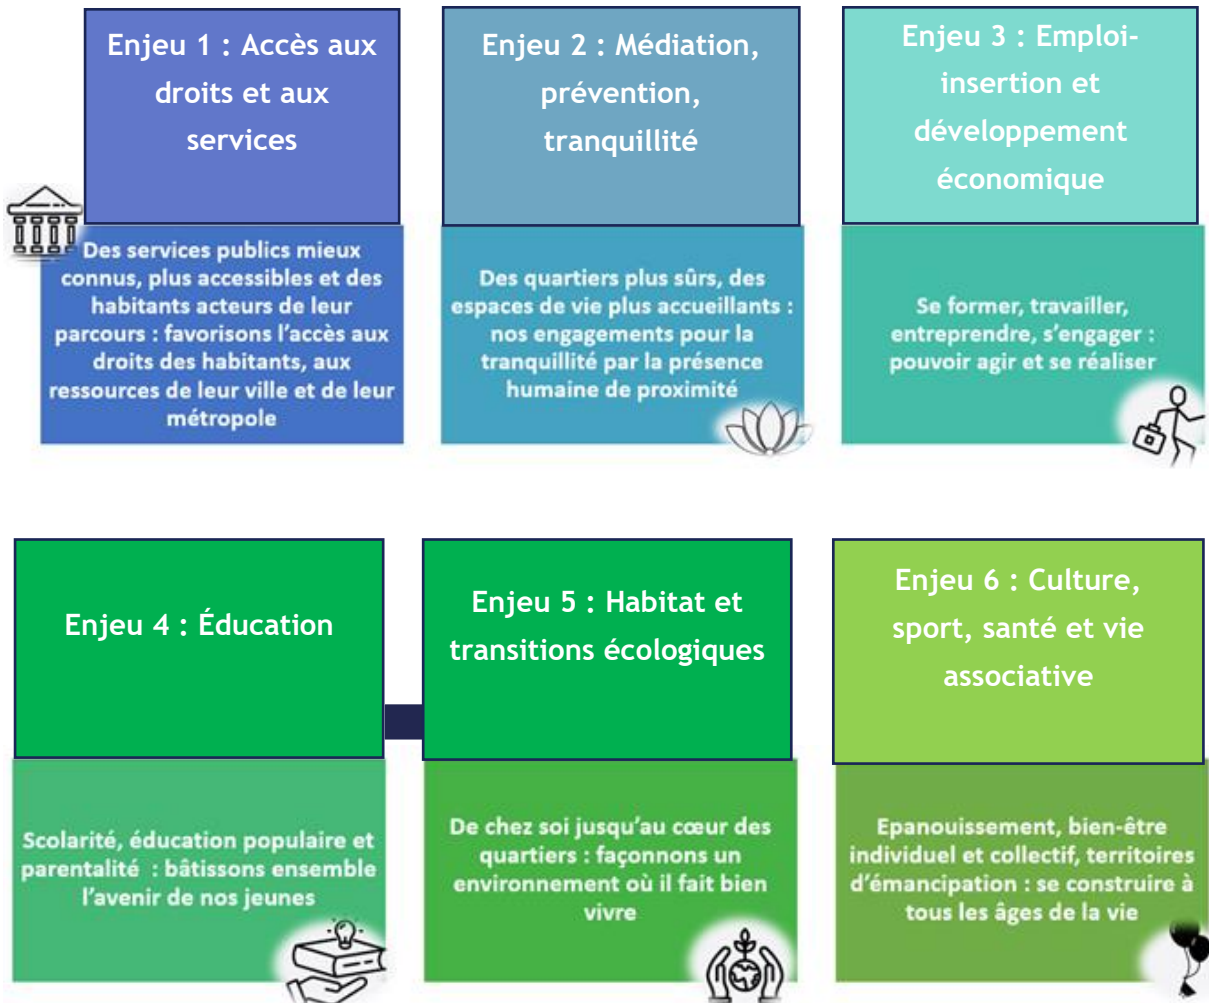 Enjeu 1 : Accès aux
droits et aux
services
Des services publics mieux
connus, plus accessibles et des
habitants acteurs de leur
parcours : favorisons l’accès aux
droits des habitants, aux
ressources de leur ville et de leur
métropole
Enjeu 2 : Médiation,
prévention,
tranquillité
Des quartiers plus sûrs, des
espaces de vie plus accueillants :
nos engagements pour la
tranquillité par la présence
humaine de proximité
Enjeu 3 : Emploi-
insertion et
développement
économique
Se former, travailler,
entreprendre, s’engager :
pouvoir agir et se réaliser
Enjeu 4 : Éducation
Scolarité, éducation populaire et
parentalité  : bâtissons ensemble
l’avenir de nos jeunes
Enjeu 5 : Habitat et
transitions écologiques
De chez soi jusqu’au cœur des
quartiers : façonnons un
environnement où il fait bien
vivre
Enjeu 6 : Culture,
sport, santé et vie
associative
Epanouissement, bien-être
individuel et collectif, territoires
d’émancipation : se construire à
tous les âges de la vie